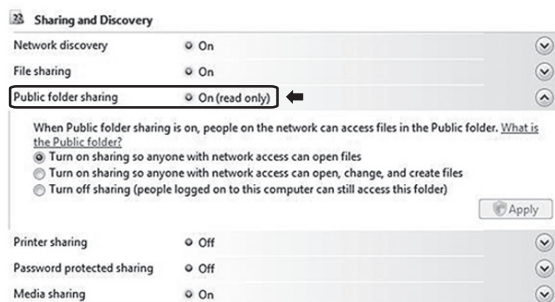 Sharing and Discovery
Network discovery On
File sharing On
Public folder sharing On (read only)
When Public folder sharing is on, people on the network can access files in the Public folder. What is
the Public folder?
Turn on sharing so anyone with network access can open files
Turn on sharing so anyone with network access can open, change, and create files
Turn off sharing (people logged on to this computer can still access this folder)
Apply
Printer sharing Off
Password protected sharing Off
Media sharing On